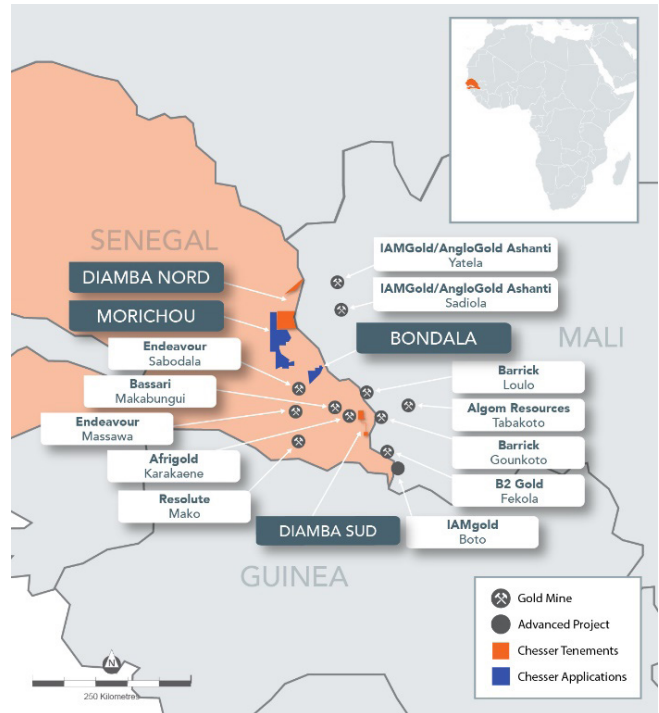 SENEGAL
DIAMBA NORD
MORICHOU
Endeavour
Sabodala
Bassari
Makabungui
Endeavour
Massawa
Afrigold
Karakaene
Resolute
Mako
IAMGold/AngloGold Ashanti
Yatela
IAMGold/AngloGold Ashanti
Sadiola
MALI
BONDALA
Barrick
Loulo
Algom Resources
Tabakoto
Barrick
Gounkoto
B2 Gold
Fekola
IAMgold
Boto
DIAMBA SUD
GUINEA
Gold Mine
Advanced Project
Chesser Tenements
Chesser Applications
N
250 Kilometres